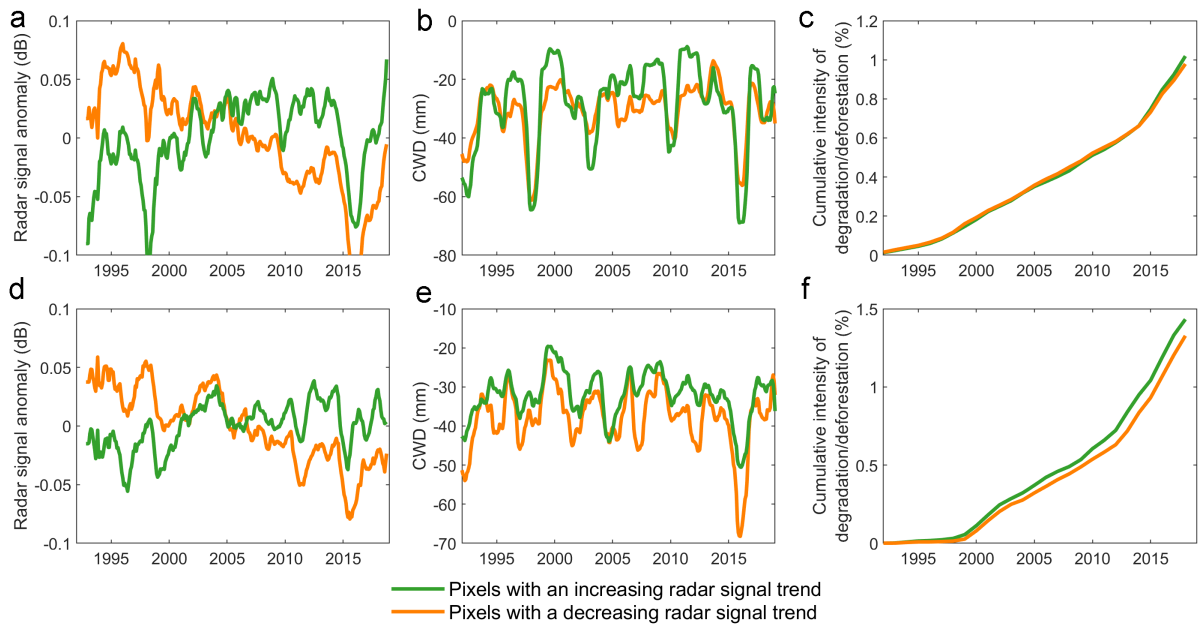 a
Radar signal anomaly (dB)
0.1
0.05
0
-0.05
-0.1
1995 2000 2005 2010 2015
b
CWD (mm)
0
-20
-40
-60
-80
1995 2000 2005 2010 2015
c
Cumulative intensity of
degradation/deforestation (%)
1.2
1
0.8
0.6
0.4
0.2
0
1995 2000 2005 2010 2015
d
Radar signal anomaly (dB)
0.1
0.05
0
-0.05
-0.1
1995 2000 2005 2010 2015
e
CWD (mm)
-10
-20
-30
-40
-50
-60
-70
1995 2000 2005 2010 2015
f
Cumulative intensity of
degradation/deforestation (%)
1.5
1
0.5
0
1995 2000 2005 2010 2015
Pixels with an increasing radar signal trend
Pixels with a decreasing radar signal trend